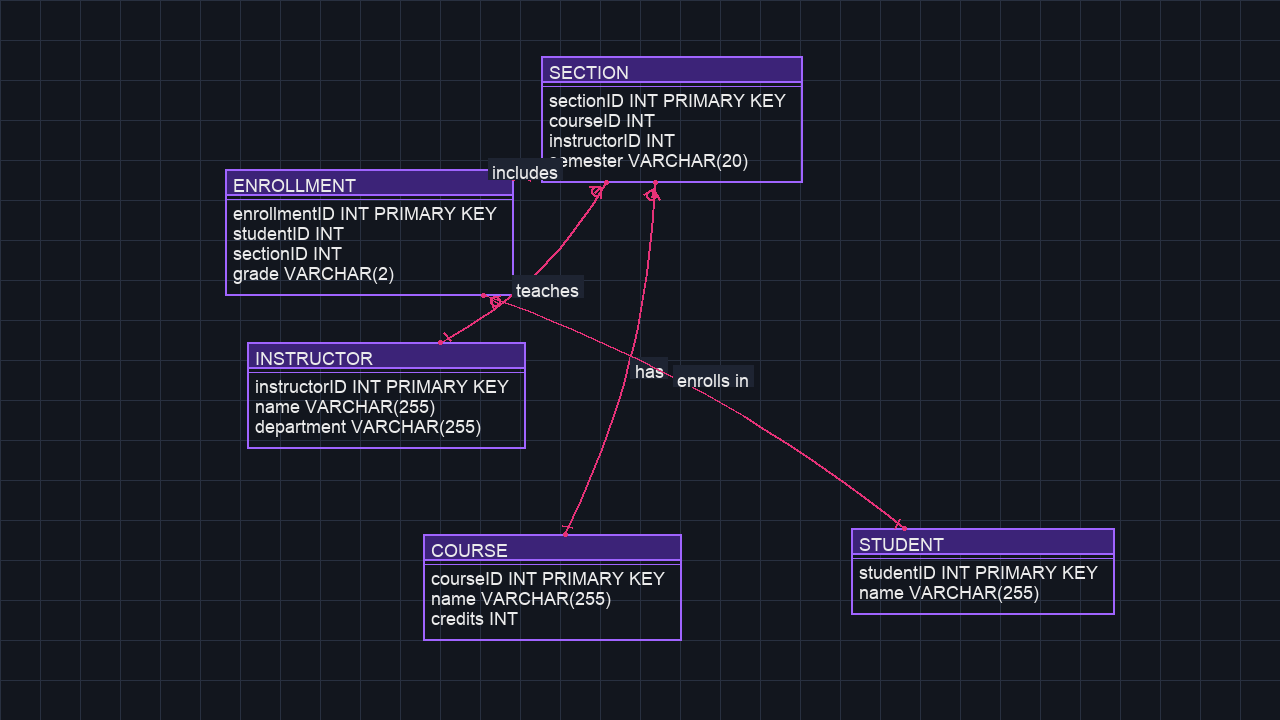 SECTION
sectionID INT PRIMARY KEY
courseID INT
instructorID INT
semester VARCHAR(20)
includes
ENROLLMENT
enrollmentID INT PRIMARY KEY
studentID INT
sectionID INT
grade VARCHAR(2)
teaches
INSTRUCTOR
instructorID INT PRIMARY KEY
name VARCHAR(255)
department VARCHAR(255)
has
enrolls in
COURSE
courseID INT PRIMARY KEY
name VARCHAR(255)
credits INT
STUDENT
studentID INT PRIMARY KEY
name VARCHAR(255)